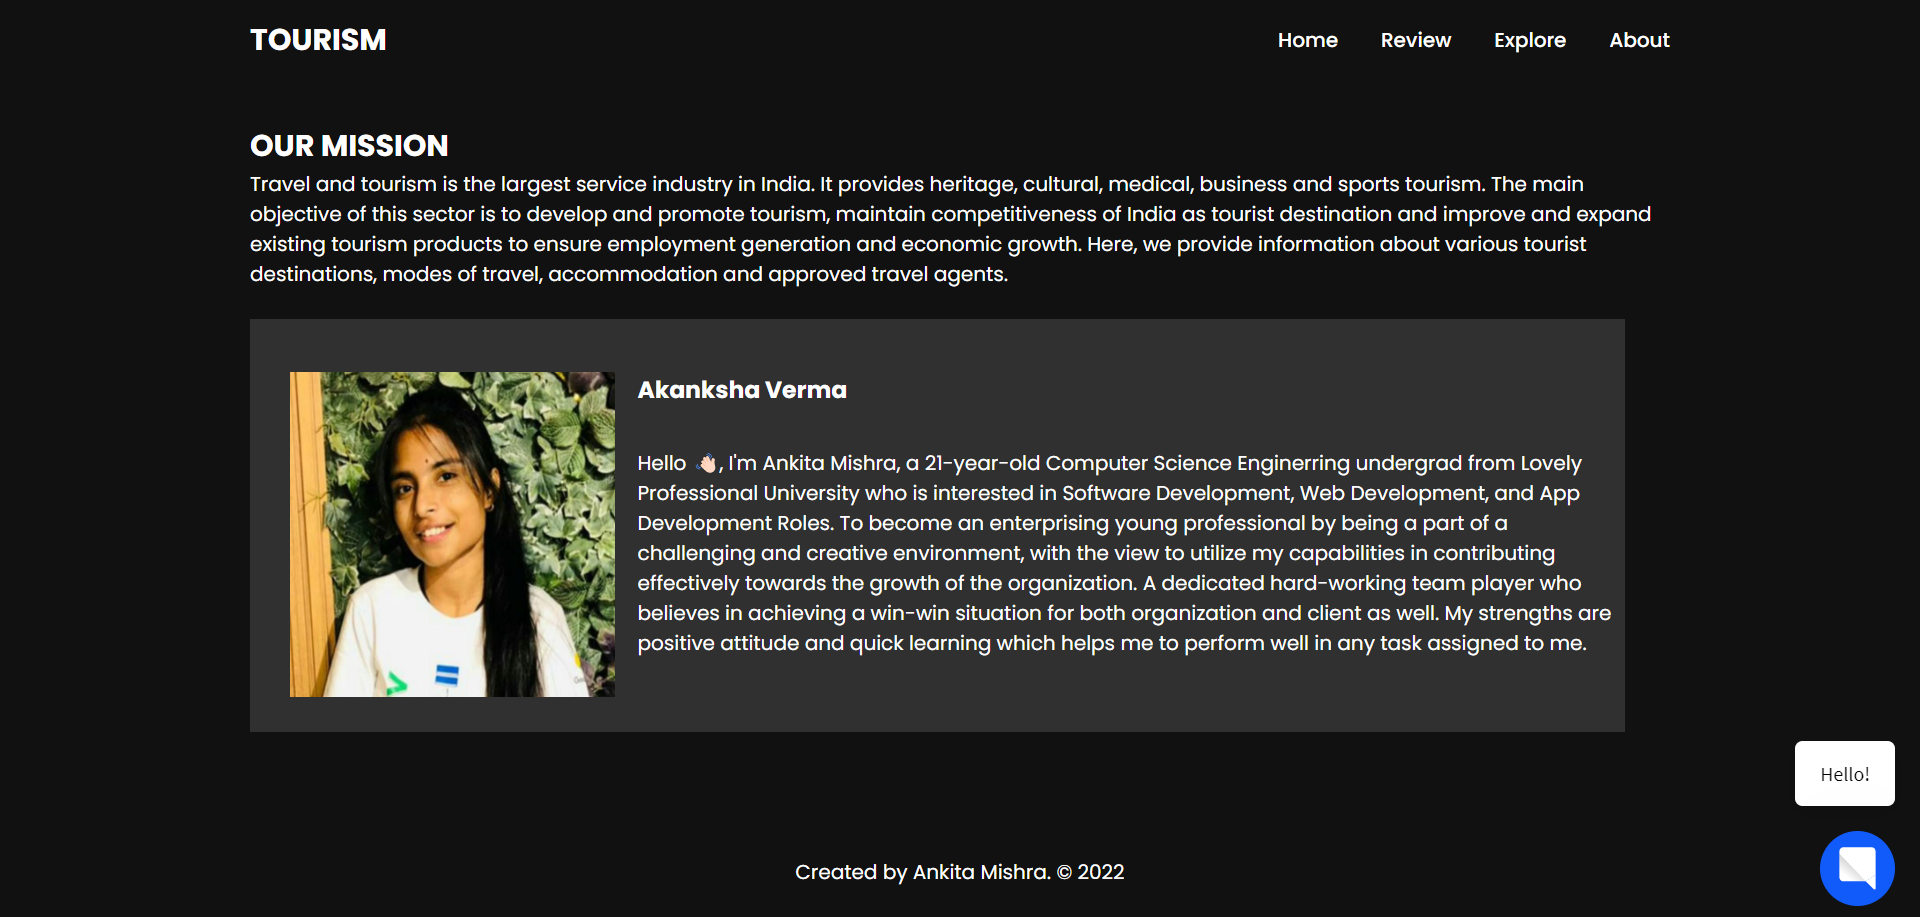 TOURISM
Home Review Explore About
OUR MISSION
Travel and tourism is the largest service industry in India. It provides heritage, cultural, medical, business and sports tourism. The main
objective of this sector is to develop and promote tourism, maintain competitiveness of India as tourist destination and improve and expand
existing tourism products to ensure employment generation and economic growth. Here, we provide information about various tourist
destinations, modes of travel, accommodation and approved travel agents.
Akanksha Verma
Hello 👋🏻, I'm Ankita Mishra, a 21-year-old Computer Science Enginerring undergrad from Lovely
Professional University who is interested in Software Development, Web Development, and App
Development Roles. To become an enterprising young professional by being a part of a
challenging and creative environment, with the view to utilize my capabilities in contributing
effectively towards the growth of the organization. A dedicated hard-working team player who
believes in achieving a win-win situation for both organization and client as well. My strengths are
positive attitude and quick learning which helps me to perform well in any task assigned to me.
Hello!
Created by Ankita Mishra. © 2022